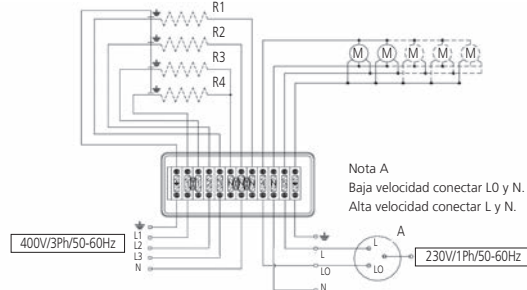 R1
R2
R3
R4
M M M M M
Nota A
Baja velocidad conectar L0 y N.
Alta velocidad conectar L y N.
400V/3Ph/50-60Hz
L1
L2
L3
N
L
LO
N
A
L
LO
230V/1Ph/50-60Hz